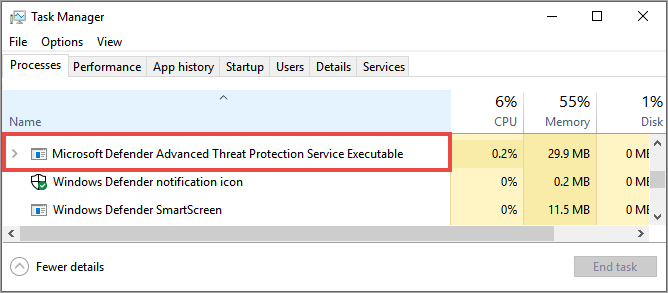 Task Manager
File Options View
Processes Performance App history Startup Users Details Services
6% 55% 1%
Name CPU Memory Disk
Microsoft Defender Advanced Threat Protection Service Executable 0.2% 29.9 MB 0 MB
Windows Defender notification icon 0% 0.2 MB 0 MB
Windows Defender SmartScreen 0% 11.5 MB 0 MB
Fewer details End task